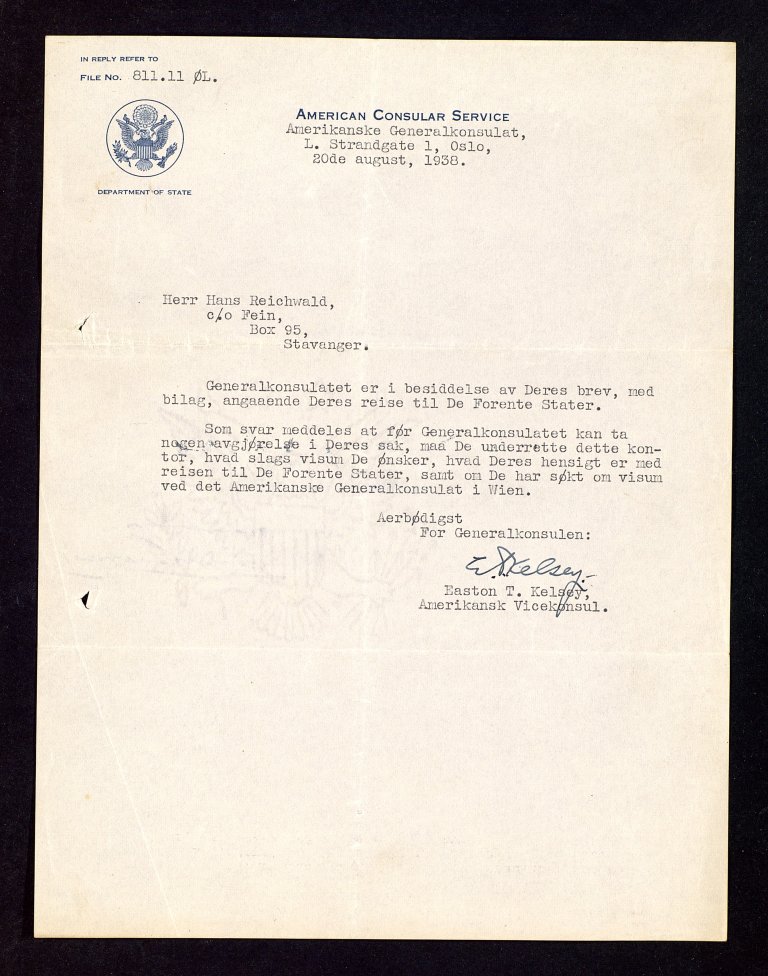 IN REPLY REFER TO
FILE NO. 811.11 ØL.
AMERICAN CONSULAR SERVICE
Amerikanske Generalkonsulat,
L. Strandgate 1, Oslo,
20de august, 1938.
DEPARTMENT OF STATE
Herr Hans Reichwald,
c/o Fein,
Box 95,
Stavanger.
Generalkonsulatet er i besiddelse av Deres brev, med
bilag, angaaende Deres reise til De Forente Stater.
Som svar meddeles at før Generalkonsulatet kan ta
nogen avgjørelse i Deres sak, maa De underrette dette kon-
tor, hvad slags visum De ønsker, hvad Deres hensigt er med
reisen til De Forente Stater, samt om De har søkt om visum
ved det Amerikanske Generalkonsulat i Wien.
Aerbødigst
For Generalkonsulen:
E.T. Kelsey.
Easton T. Kelsey,
Amerikansk Vicekonsul.